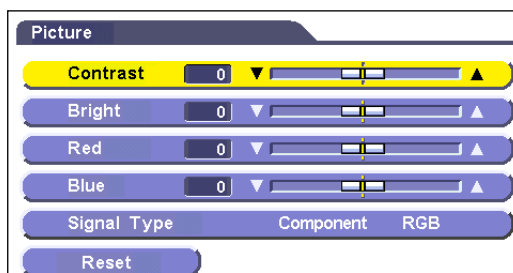 Picture
Contrast 0
Bright 0
Red 0
Blue 0
Signal Type Component RGB
Reset